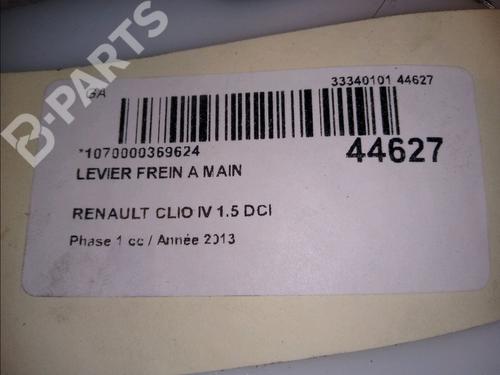 B-PARTS
GA
33340101 44627
*1070000369624
44627
LEVIER FREIN A MAIN
RENAULT CLIO IV 1.5 DCI
Phase 1 cc / Année 2013